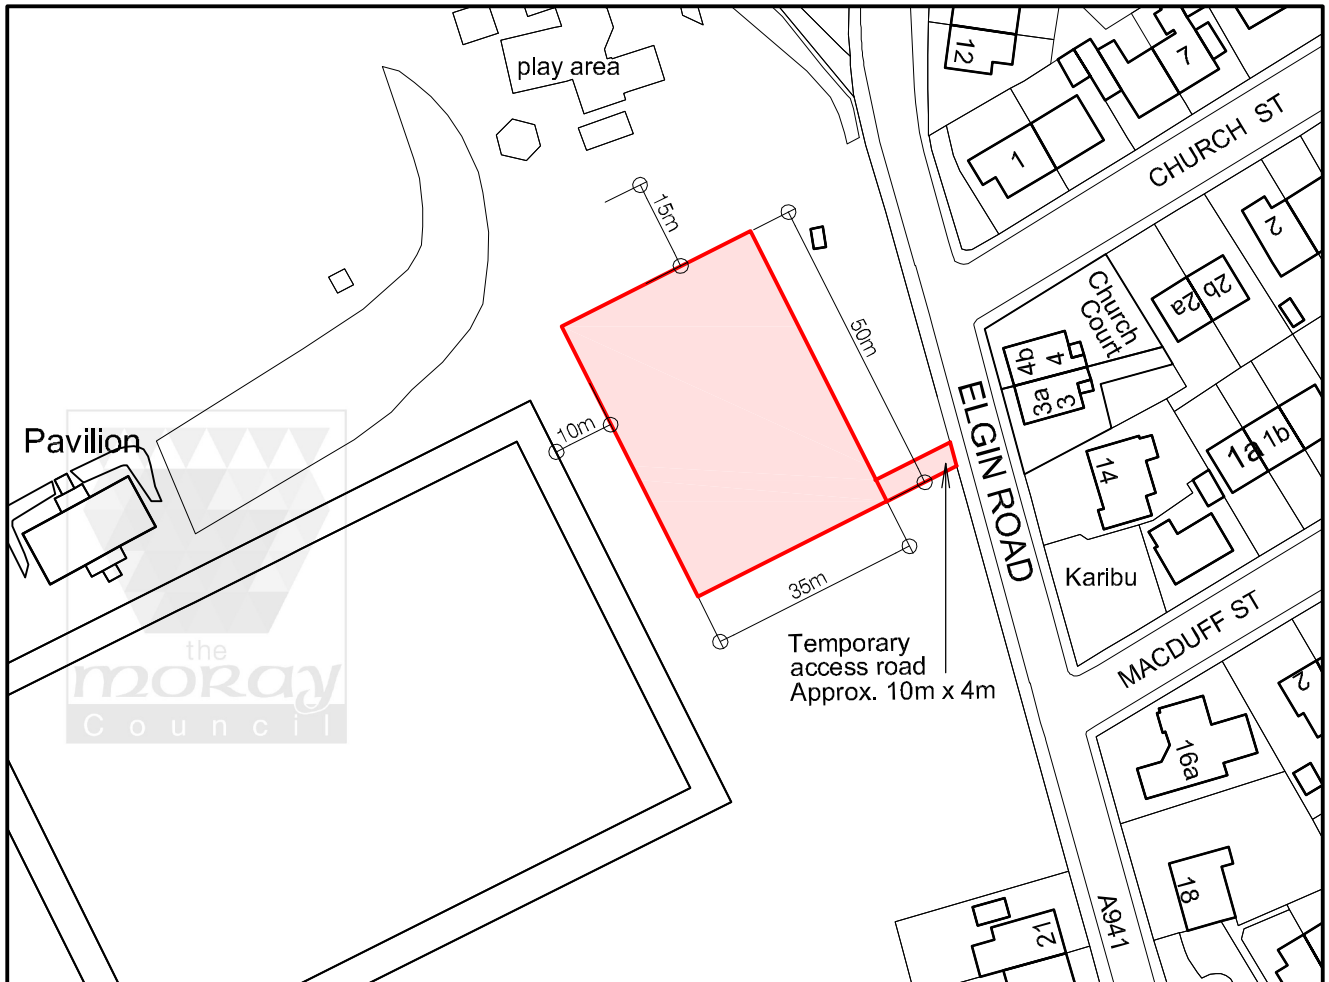 play area
12
7
1
CHURCH ST
15m
2
50m
Church
Court
2a
2b
4b
4
3a
3
ELGIN ROAD
10m
Pavilion
14
1a
1b
Karibu
35m
MACDUFF ST
Temporary
access road
Approx. 10m x 4m
the
moray
Council
2
16a
18
A941
21